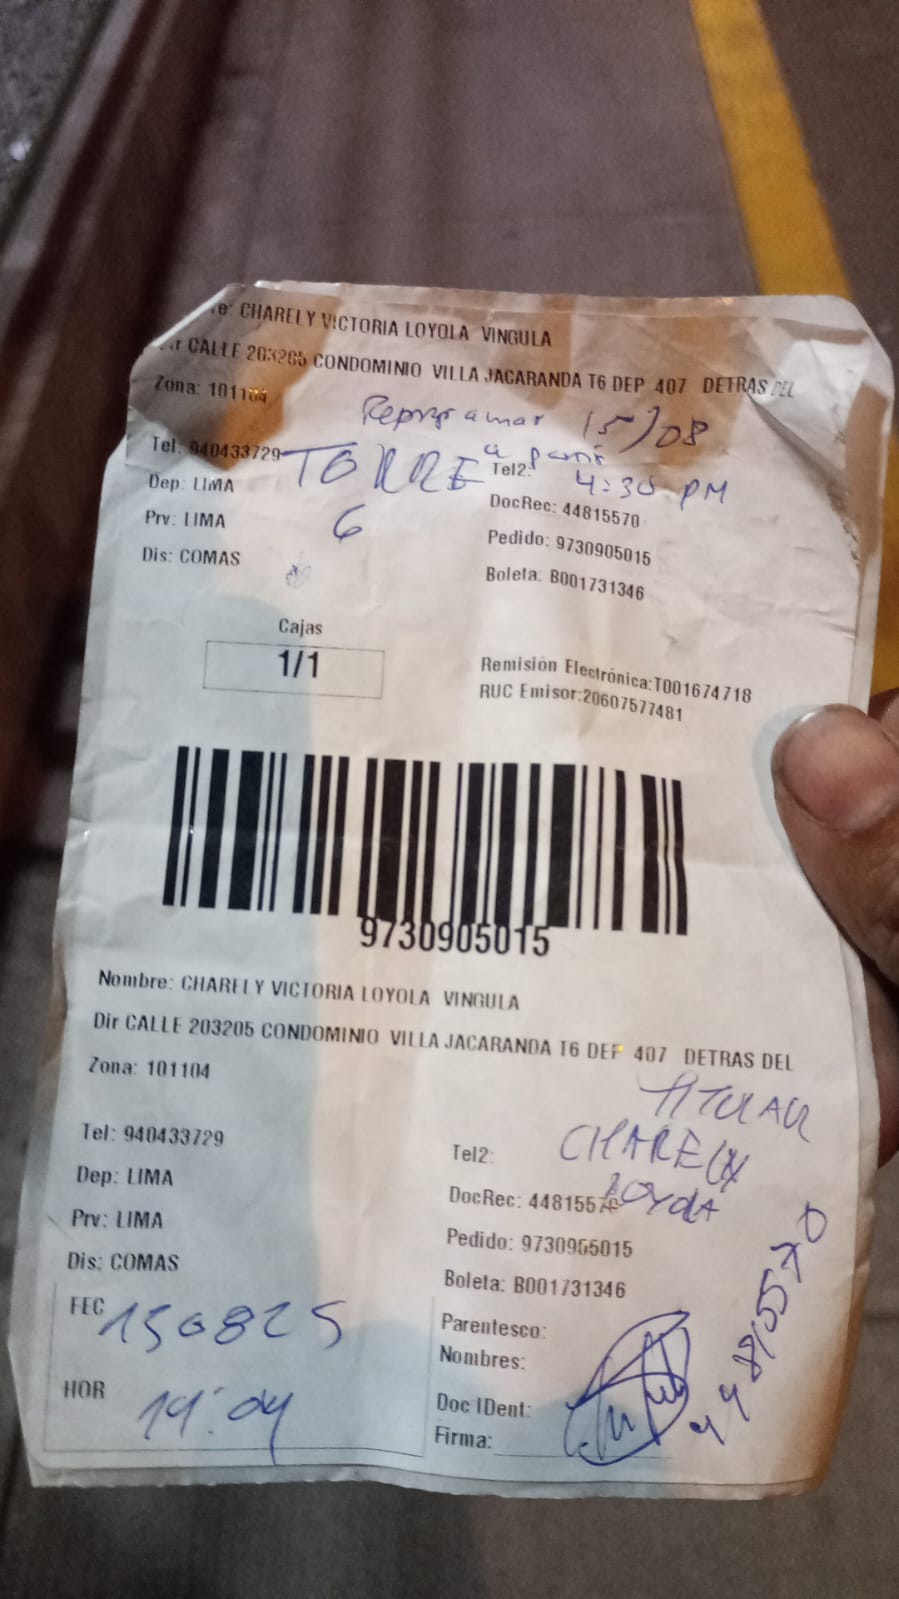 re: CHARELY VICTORIA LOYOLA VINGULA
ir CALLE 203205 CONDOMINIO VILLA JACARANDA T6 DEP 407 DETRAS DEL
Zona: 101104
Reprogramar 15/08
a partir
4:30 PM
Tel: 940433729
TORRE
6
Tel2:
Dep: LIMA
DocRec: 44815570
Prv: LIMA
Pedido: 9730905015
Dis: COMAS
Boleta: B001731346
Cajas
1/1
Remisión Electrónica:T001674718
RUC Emisor:20607577481
9730905015
Nombre: CHARELY VICTORIA LOYOLA VINGULA
Dir CALLE 203205 CONDOMINIO VILLA JACARANDA T6 DEP 407 DETRAS DEL
Zona: 101104
TITULAR
CHARELY
LOYOLA
Tel: 940433729
Tel2:
Dep: LIMA
DocRec: 44815570
Prv: LIMA
Pedido: 9730905015
Dis: COMAS
Boleta: B001731346
FEC 150825
Parentesco:
Nombres:
HOR 19:04
Doc IDent:
Firma:
44815570